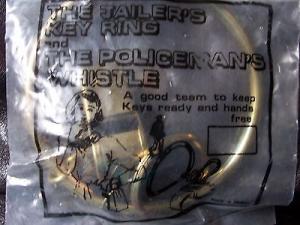 THE JAILER'S
KEY RING
and
THE POLICEMAN'S
WHISTLE
A good team to keep
Keys ready and hands
free